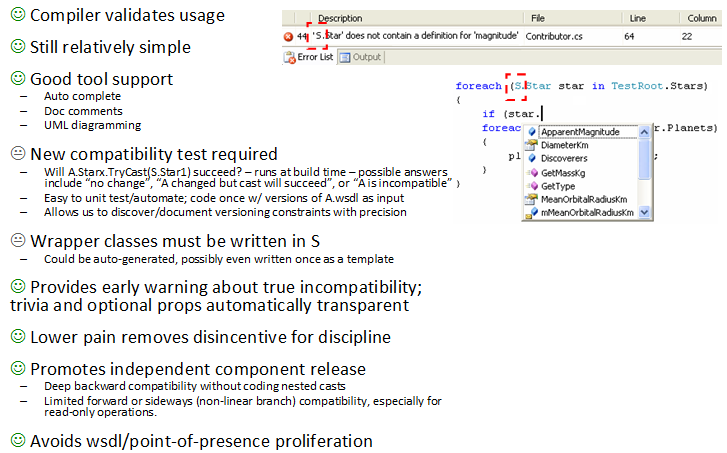 Compiler validates usage
Still relatively simple
Good tool support
– Auto complete
– Doc comments
– UML diagramming
New compatibility test required
– Will A.Starx.TryCast(S.Star1) succeed? – runs at build time – possible answers
include “no change”, “A changed but cast will succeed”, or “A is incompatible”
– Easy to unit test/automate; code once w/ versions of A.wsdl as input
– Allows us to discover/document versioning constraints with precision
Wrapper classes must be written in S
– Could be auto-generated, possibly even written once as a template
Provides early warning about true incompatibility;
trivia and optional props automatically transparent
Lower pain removes disincentive for discipline
Promotes independent component release
– Deep backward compatibility without coding nested casts
– Limited forward or sideways (non-linear branch) compatibility, especially for
read-only operations.
Avoids wsdl/point-of-presence proliferation
Description File Line Column
44 'S.Star' does not contain a definition for 'magnitude' Contributor.cs 64 22
Error List Output
foreach (S.Star star in TestRoot.Stars)
{
if (star.
foreac r.Planets)
{
pl ;
}
}
ApparentMagnitude
DiameterKm
Discoverers
GetMassKg
GetType
MeanOrbitalRadiusKm
mMeanOrbitalRadiusKm